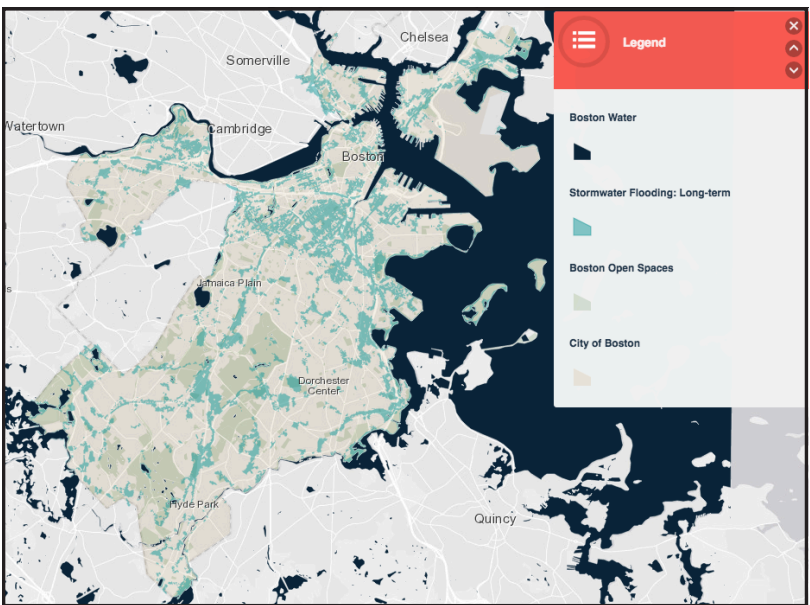 Chelsea
Somerville
Watertown
Cambridge
Boston
Jamaica Plain
s
Dorchester
Center
Hyde Park
Quincy
Legend
Boston Water
Stormwater Flooding: Long-term
Boston Open Spaces
City of Boston